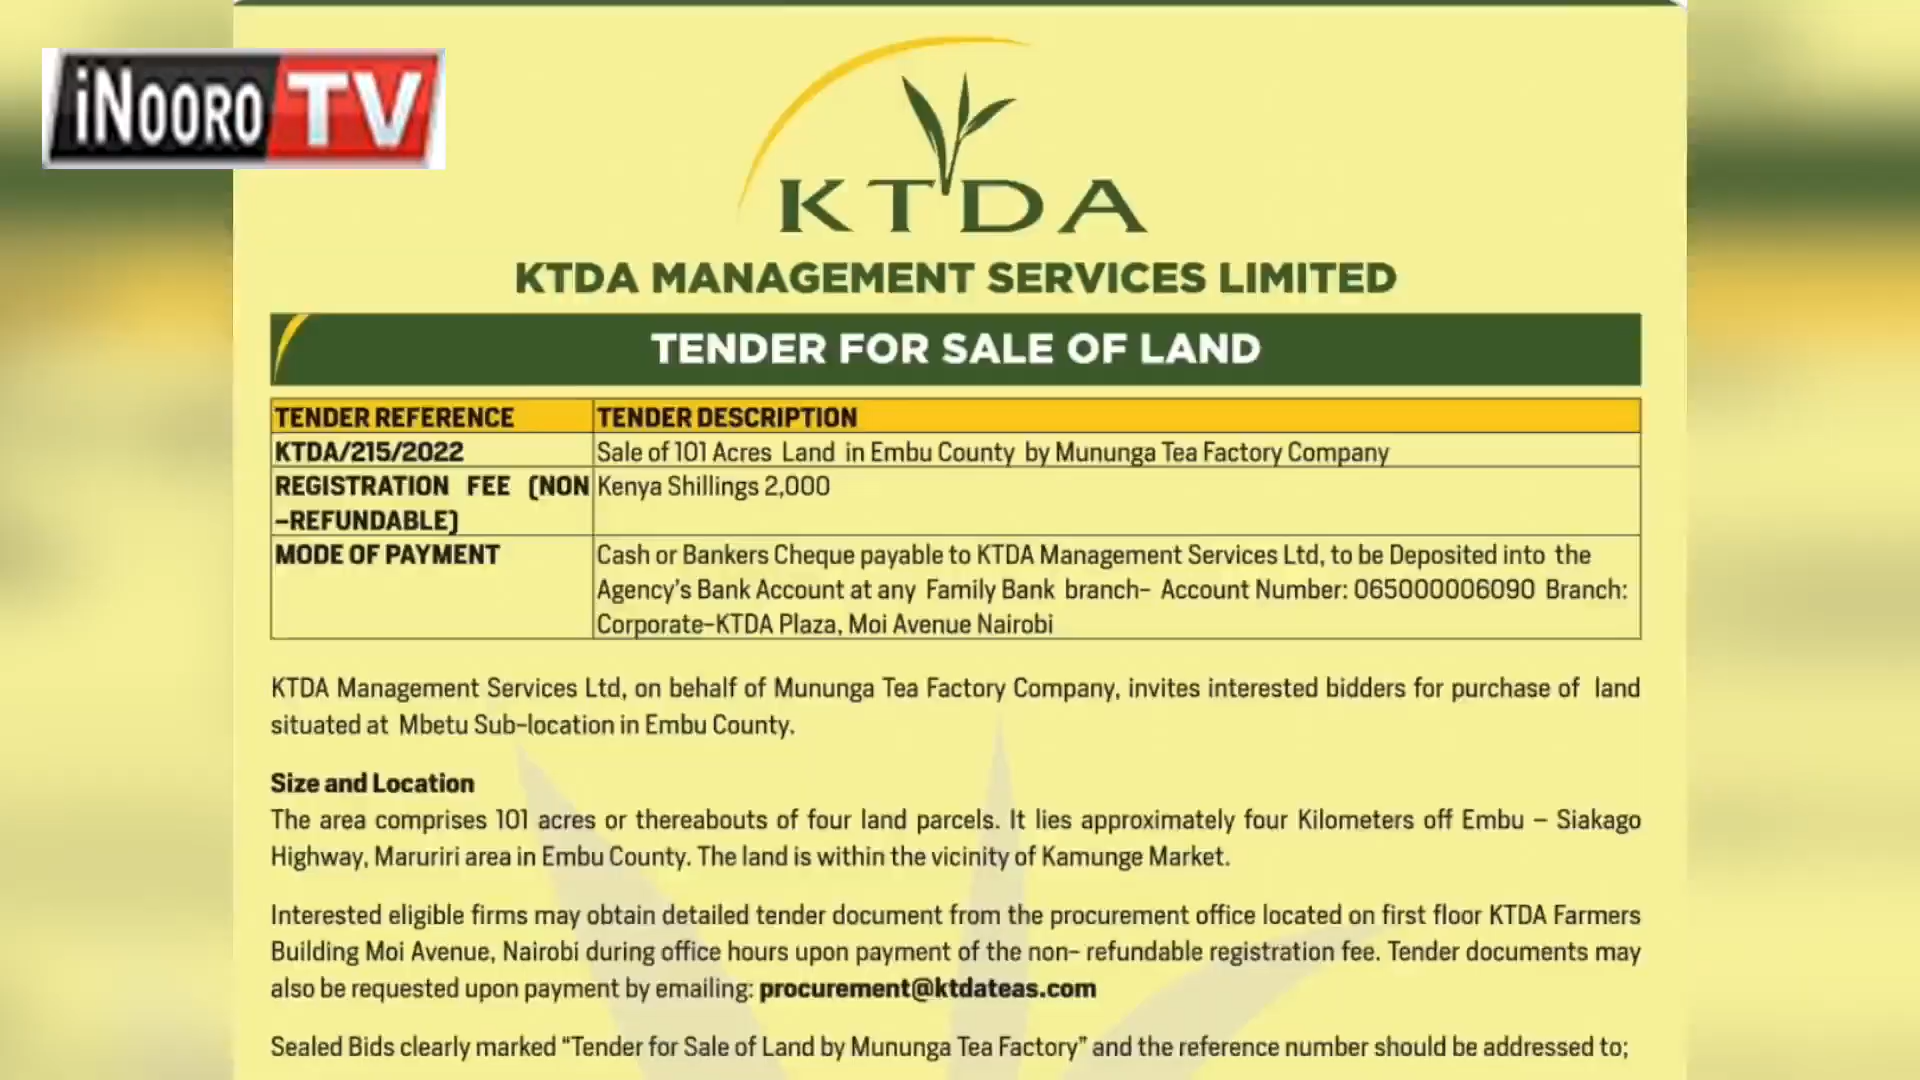 iNOORO TV
KTDA
KTDA MANAGEMENT SERVICES LIMITED
TENDER FOR SALE OF LAND
TENDER REFERENCE TENDER DESCRIPTION
KTDA/215/2022 Sale of 101 Acres Land in Embu County by Mununga Tea Factory Company
REGISTRATION FEE (NON Kenya Shillings 2,000
-REFUNDABLE)
MODE OF PAYMENT Cash or Bankers Cheque payable to KTDA Management Services Ltd, to be Deposited into the
Agency's Bank Account at any Family Bank branch- Account Number: 065000006090 Branch:
Corporate-KTDA Plaza, Moi Avenue Nairobi
KTDA Management Services Ltd, on behalf of Mununga Tea Factory Company, invites interested bidders for purchase of land
situated at Mbetu Sub-location in Embu County.
Size and Location
The area comprises 101 acres or thereabouts of four land parcels. It lies approximately four Kilometers off Embu – Siakago
Highway, Maruriri area in Embu County. The land is within the vicinity of Kamunge Market.
Interested eligible firms may obtain detailed tender document from the procurement office located on first floor KTDA Farmers
Building Moi Avenue, Nairobi during office hours upon payment of the non- refundable registration fee. Tender documents may
also be requested upon payment by emailing: procurement@ktdateas.com
Sealed Bids clearly marked “Tender for Sale of Land by Mununga Tea Factory” and the reference number should be addressed to;